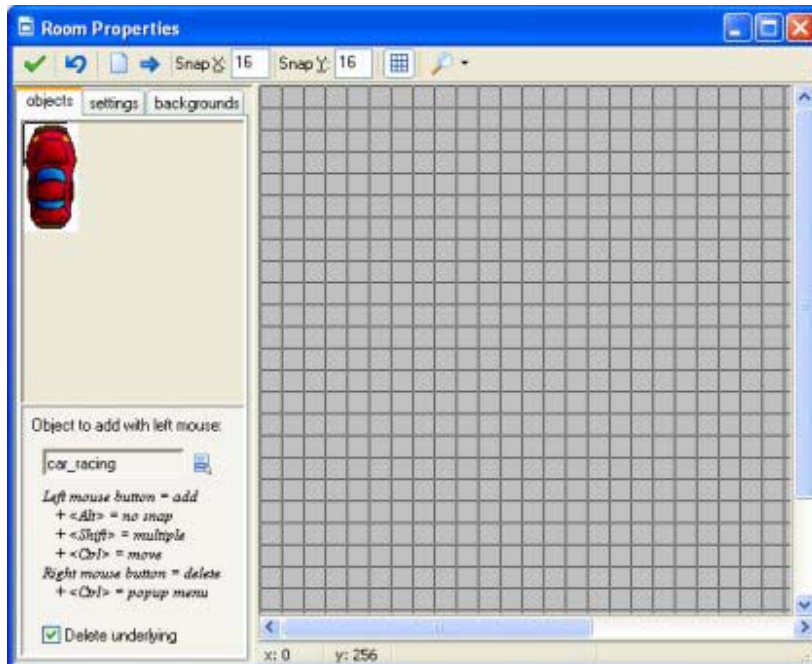 Room Properties
Snap X: 16 Snap Y: 16
objects settings backgrounds
Object to add with left mouse:
car_racing
Left mouse button = add
+ <Alt> = no snap
+ <Shift> = multiple
+ <Ctrl> = move
Right mouse button = delete
+ <Ctrl> = popup menu
Delete underlying
x: 0 y: 256